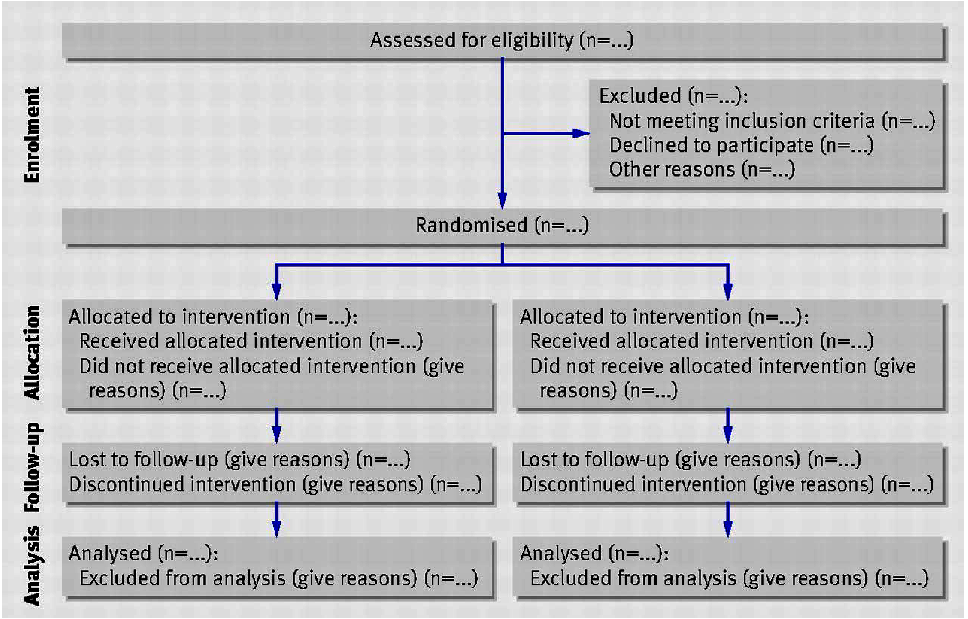 Assessed for eligibility (n=...)
Enrolment
Excluded (n=...):
Not meeting inclusion criteria (n=...)
Declined to participate (n=...)
Other reasons (n=...)
Randomised (n=...)
Allocation
Allocated to intervention (n=...):
Received allocated intervention (n=...)
Did not receive allocated intervention (give
reasons) (n=...)
Allocated to intervention (n=...):
Received allocated intervention (n=...)
Did not receive allocated intervention (give
reasons) (n=...)
Follow-up
Lost to follow-up (give reasons) (n=...)
Discontinued intervention (give reasons) (n=...)
Lost to follow-up (give reasons) (n=...)
Discontinued intervention (give reasons) (n=...)
Analysis
Analysed (n=...):
Excluded from analysis (give reasons) (n=...)
Analysed (n=...):
Excluded from analysis (give reasons) (n=...)